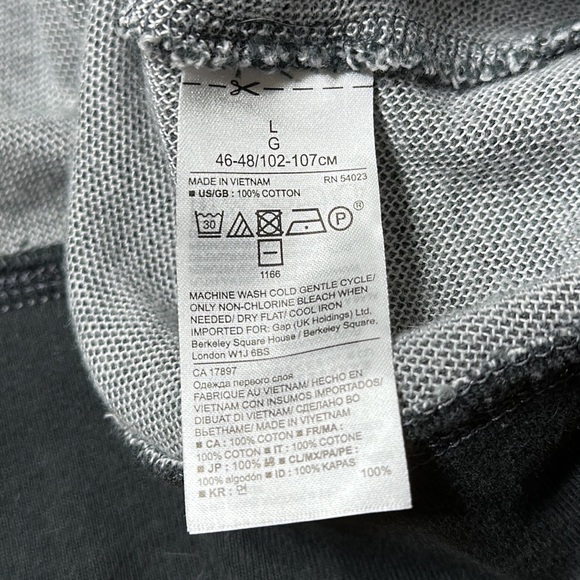 L
G
46-48/102-107CM
MADE IN VIETNAM RN 54023
■ US/GB : 100% COTTON
30 P ®
1166
MACHINE WASH COLD GENTLE CYCLE/
ONLY NON-CHLORINE BLEACH WHEN
NEEDED/ DRY FLAT/ COOL IRON
IMPORTED FOR: Gap (UK Holdings) Ltd.
Berkeley Square House / Berkeley Square,
London W1J 6BS
CA 17897
Одежда первого слоя
FABRIQUÉ AU VIETNAM/ HECHO EN
VIETNAM CON INSUMOS IMPORTADOS/
DIBUAT DI VIETNAM/ СДЕЛАНО ВО
ВЬЕТНАМЕ/ MADE IN VIYETNAM
■ CA : 100% COTTON ■ FR/MA :
100% COTON ■ IT : 100% COTONE
■ JP : 100% 綿 ■ CL/MX/PA/PE :
100% algodón ■ ID : 100% KAPAS
■ KR : 면 100%